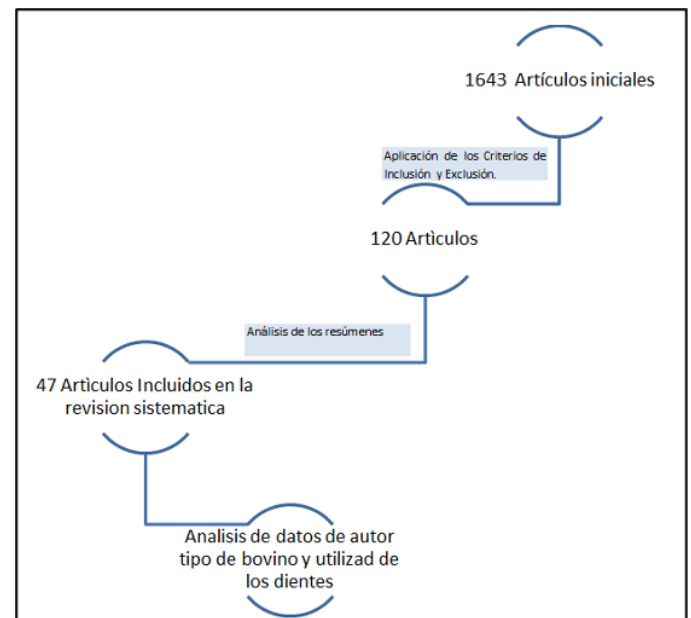 1643 Artículos iniciales
Aplicación de los Criterios de
Inclusión y Exclusión.
120 Artìculos
Análisis de los resúmenes
47 Artìculos Incluidos en la
revision sistematica
Analisis de datos de autor
tipo de bovino y utilizad de
los dientes